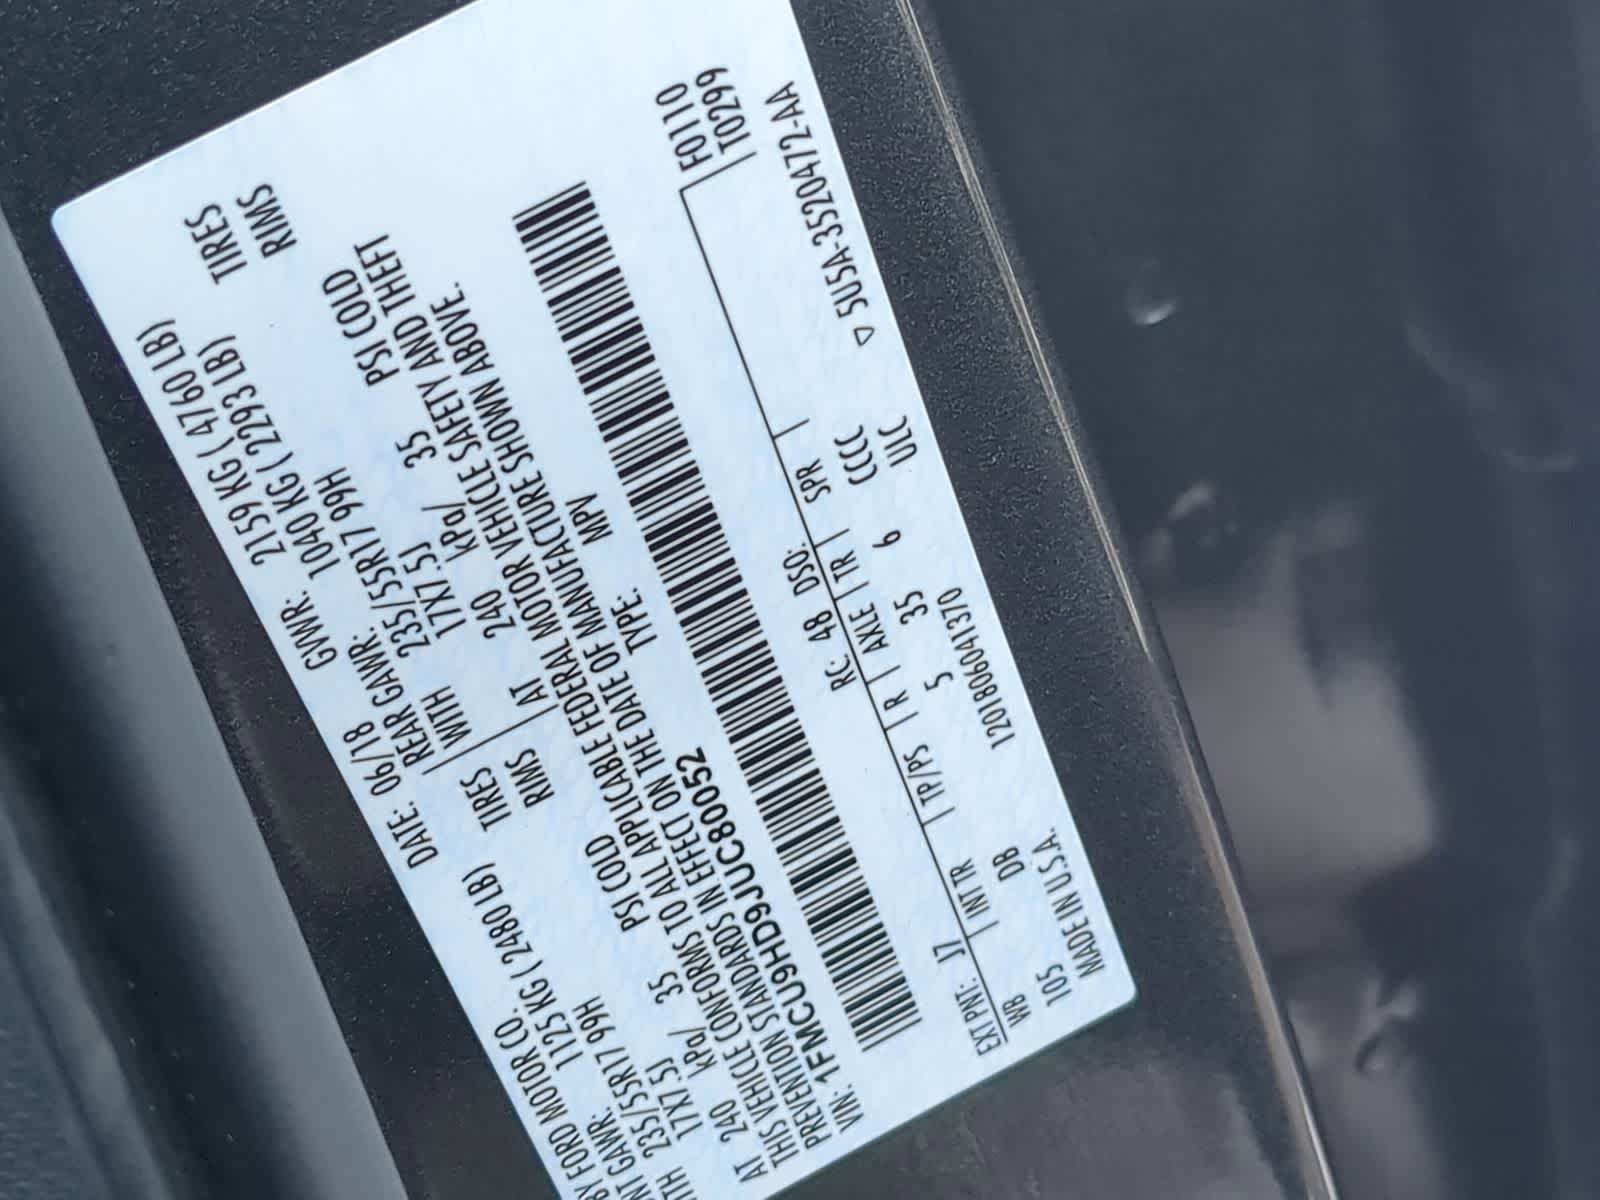 BY FORD MOTOR CO. DATE: 06/18 GVWR: 2159 KG ( 4760 LB)
NT GAWR: 1125 KG ( 2480 LB) REAR GAWR: 1040 KG ( 2293 LB)
TH 235/55R17 99H TIRES WITH 235/55R17 99H TIRES
17X7.5J RIMS 17X7.5J RIMS
AT 240 kPa/ 35 PSI COLD AT 240 kPa/ 35 PSI COLD
THIS VEHICLE CONFORMS TO ALL APPLICABLE FEDERAL MOTOR VEHICLE SAFETY AND THEFT
PREVENTION STANDARDS IN EFFECT ON THE DATE OF MANUFACTURE SHOWN ABOVE.
VIN: 1FMCU9HD9JUC80052 TYPE: MPV
F0110
T0299
EXT PNT: J7 RC: 48 DSO:
WB INT TR TP/PS R AXLE TR SPR
105 DB 5 35 6 CCCC
MADE IN U.S.A. 1201806041370 ULC
▽ 5U5A-3520472-AA